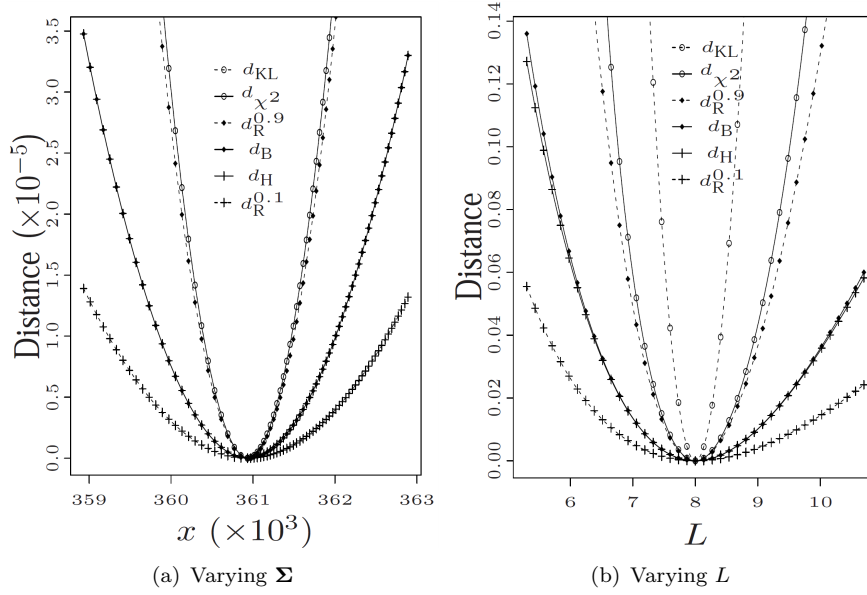 Distance (×10⁻⁵)
3.5
3.0
2.5
2.0
1.5
1.0
0.5
0.0
d_KL
d_χ2
d_R^0.9
d_B
d_H
d_R^0.1
359 360 361 362 363
x (×10³)
(a) Varying Σ
Distance
0.14
0.12
0.10
0.08
0.06
0.04
0.02
0.00
d_KL
d_χ2
d_R^0.9
d_B
d_H
d_R^0.1
6 7 8 9 10
L
(b) Varying L